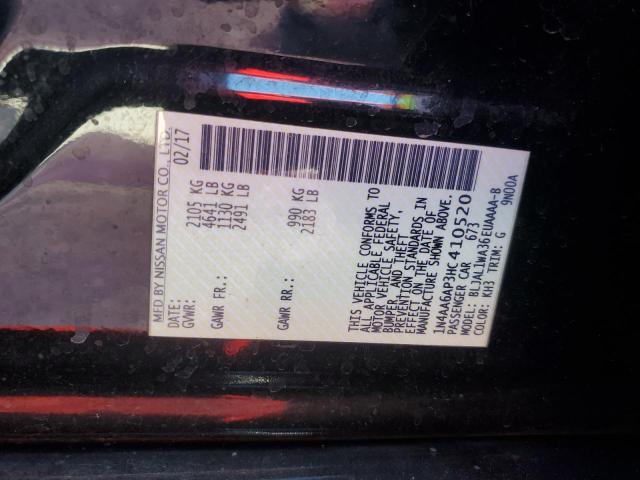 MFD BY NISSAN MOTOR CO., LTD.
DATE: 02/17
GVWR: 2105 KG
4641 LB
GAWR FR.: 1130 KG
2491 LB
GAWR RR.: 990 KG
2183 LB
THIS VEHICLE CONFORMS TO
ALL APPLICABLE FEDERAL
MOTOR VEHICLE SAFETY,
BUMPER, AND THEFT
PREVENTION STANDARDS IN
EFFECT ON THE DATE OF
MANUFACTURE SHOWN ABOVE.
1N4AA6AP3HC410520
PASSENGER CAR 673
MODEL: BLJALIWA36EUAAAA-B
COLOR: KH3 TRIM: G 9N00A